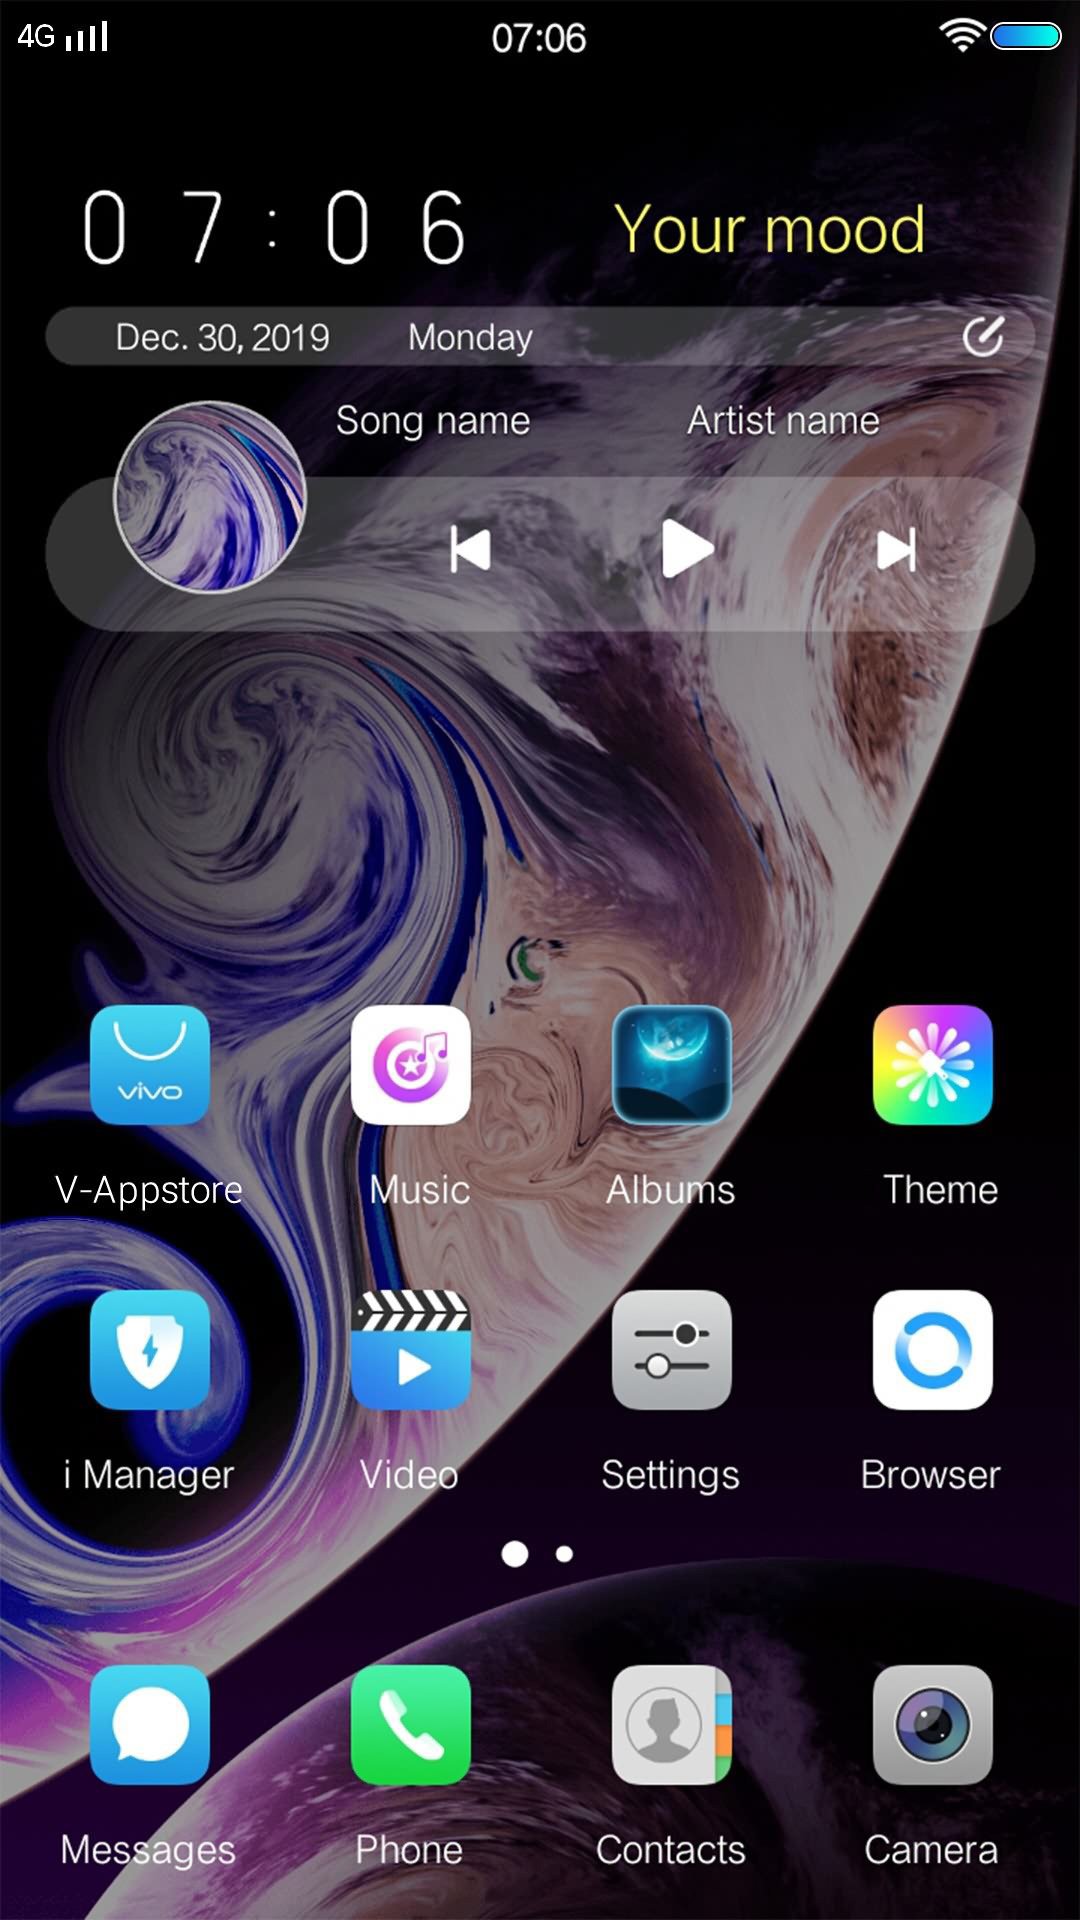 4G 07:06
07:06 Your mood
Dec. 30, 2019 Monday
Song name Artist name
vivo
V-Appstore Music Albums Theme
i Manager Video Settings Browser
Messages Phone Contacts Camera